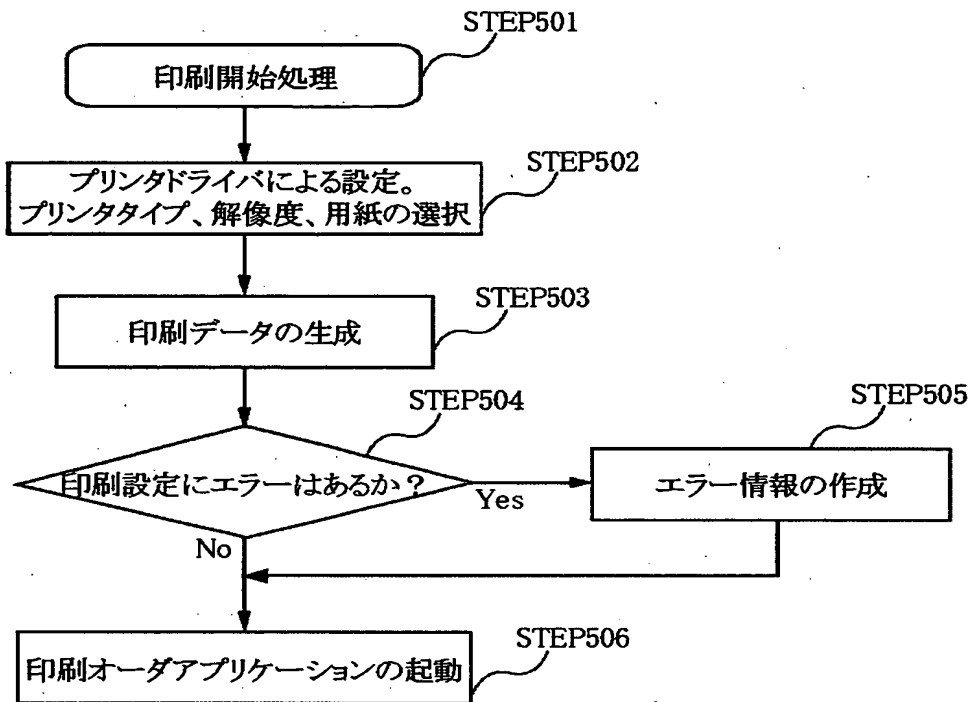 STEP501
印刷開始処理
STEP502
プリンタドライバによる設定。
プリンタタイプ、解像度、用紙の選択
STEP503
印刷データの生成
STEP504
印刷設定にエラーはあるか?
Yes
STEP505
エラー情報の作成
No
STEP506
印刷オーダアプリケーションの起動